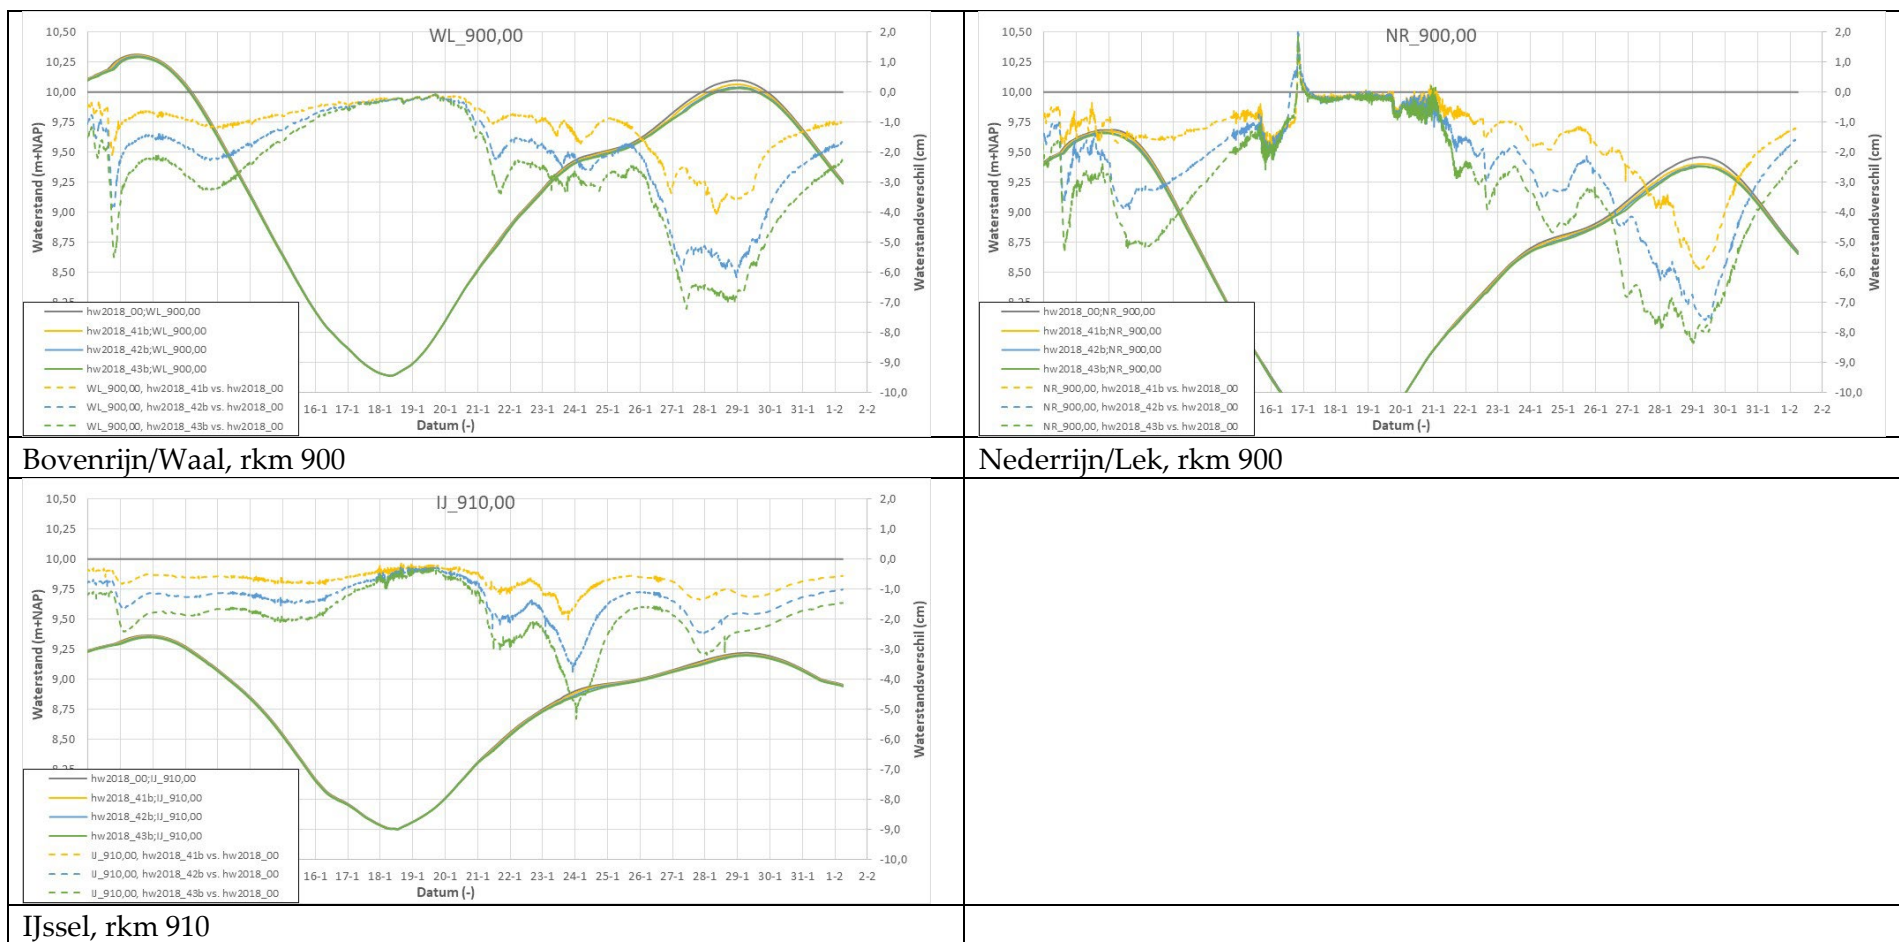 WL_900,00
10,50
10,25
10,00
9,75
9,50
9,25
9,00
8,75
8,50
8,25
Waterstand (m+NAP)
2,0
1,0
0,0
-1,0
-2,0
-3,0
-4,0
-5,0
-6,0
-7,0
-8,0
-9,0
-10,0
Waterstandsverschil (cm)
hw2018_00;WL_900,00
hw2018_41b;WL_900,00
hw2018_42b;WL_900,00
hw2018_43b;WL_900,00
WL_900,00, hw2018_41b vs. hw2018_00
WL_900,00, hw2018_42b vs. hw2018_00
WL_900,00, hw2018_43b vs. hw2018_00
16-1 17-1 18-1 19-1 20-1 21-1 22-1 23-1 24-1 25-1 26-1 27-1 28-1 29-1 30-1 31-1 1-2 2-2
Datum (-)
Bovenrijn/Waal, rkm 900
NR_900,00
10,50
10,25
10,00
9,75
9,50
9,25
9,00
8,75
8,50
8,25
Waterstand (m+NAP)
2,0
1,0
0,0
-1,0
-2,0
-3,0
-4,0
-5,0
-6,0
-7,0
-8,0
-9,0
-10,0
Waterstandsverschil (cm)
hw2018_00;NR_900,00
hw2018_41b;NR_900,00
hw2018_42b;NR_900,00
hw2018_43b;NR_900,00
NR_900,00, hw2018_41b vs. hw2018_00
NR_900,00, hw2018_42b vs. hw2018_00
NR_900,00, hw2018_43b vs. hw2018_00
16-1 17-1 18-1 19-1 20-1 21-1 22-1 23-1 24-1 25-1 26-1 27-1 28-1 29-1 30-1 31-1 1-2 2-2
Datum (-)
Nederrijn/Lek, rkm 900
IJ_910,00
10,50
10,25
10,00
9,75
9,50
9,25
9,00
8,75
8,50
8,25
Waterstand (m+NAP)
2,0
1,0
0,0
-1,0
-2,0
-3,0
-4,0
-5,0
-6,0
-7,0
-8,0
-9,0
-10,0
Waterstandsverschil (cm)
hw2018_00;IJ_910,00
hw2018_41b;IJ_910,00
hw2018_42b;IJ_910,00
hw2018_43b;IJ_910,00
IJ_910,00, hw2018_41b vs. hw2018_00
IJ_910,00, hw2018_42b vs. hw2018_00
IJ_910,00, hw2018_43b vs. hw2018_00
16-1 17-1 18-1 19-1 20-1 21-1 22-1 23-1 24-1 25-1 26-1 27-1 28-1 29-1 30-1 31-1 1-2 2-2
Datum (-)
IJssel, rkm 910